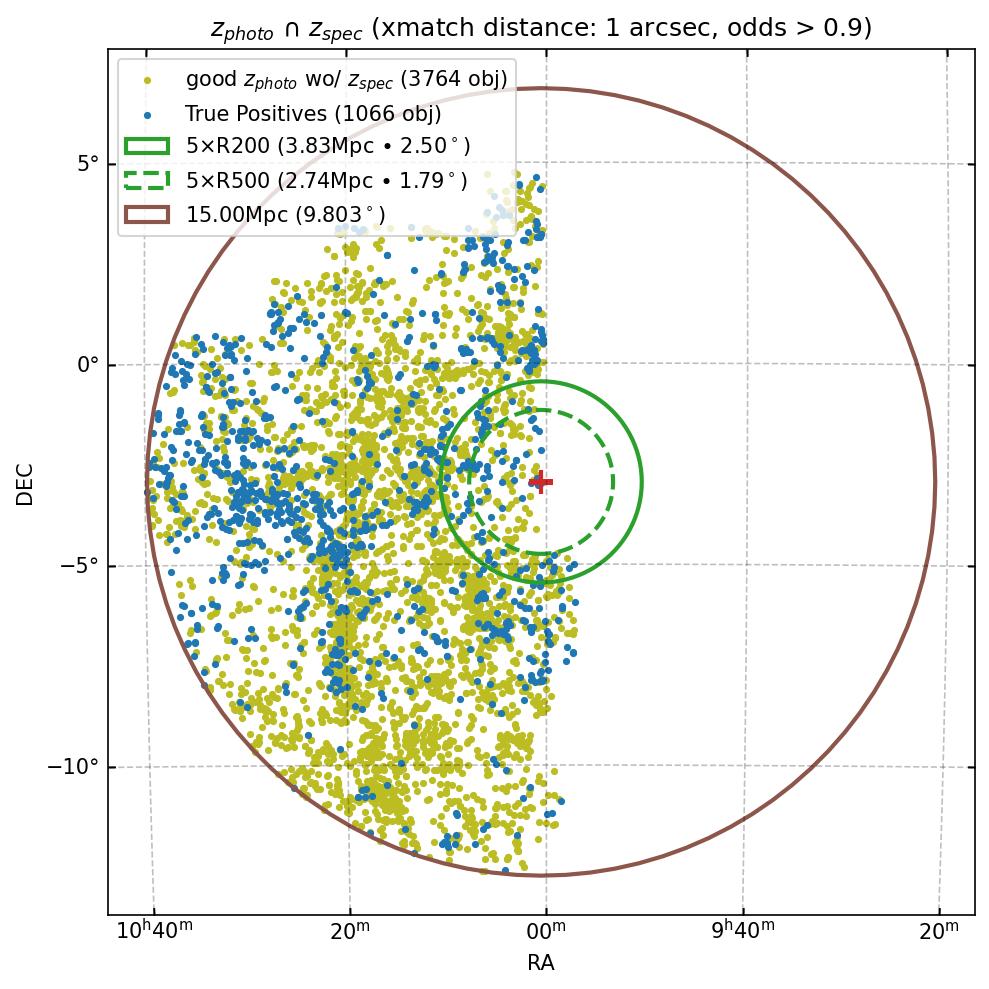 z_photo ∩ z_spec (xmatch distance: 1 arcsec, odds > 0.9)
good z_photo wo/ z_spec (3764 obj)
True Positives (1066 obj)
5×R200 (3.83Mpc • 2.50°)
5×R500 (2.74Mpc • 1.79°)
15.00Mpc (9.803°)
5°
0°
−5°
−10°
DEC
10h40m 20m 00m 9h40m 20m
RA